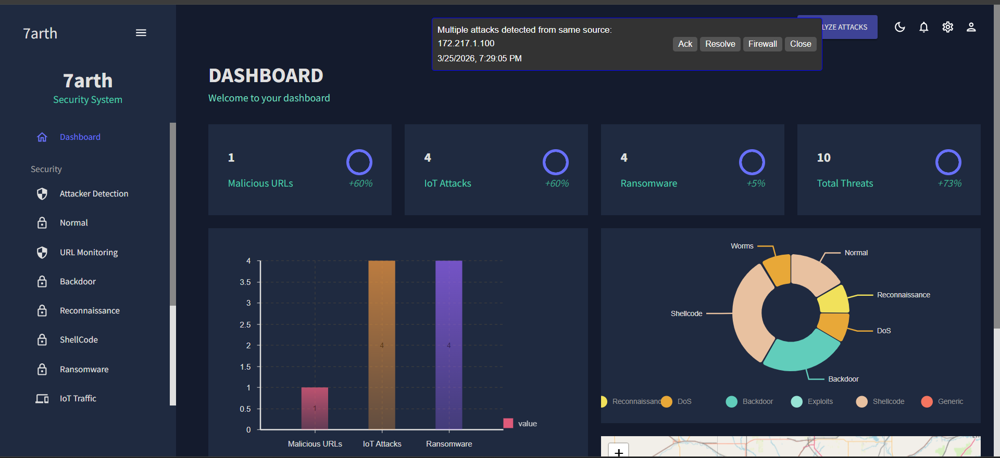 7arth
7arth
Security System
Dashboard
Security
Attacker Detection
Normal
URL Monitoring
Backdoor
Reconnaissance
ShellCode
Ransomware
IoT Traffic
Multiple attacks detected from same source:
172.217.1.100
3/25/2026, 7:29:05 PM
Ack Resolve Firewall Close
LYZE ATTACKS
DASHBOARD
Welcome to your dashboard
1
Malicious URLs +60%
4
IoT Attacks +60%
4
Ransomware +5%
10
Total Threats +73%
4
3.5
3
2.5
2
1.5
1
0.5
0
1
4
4
Malicious URLs IoT Attacks Ransomware
value
Worms
Normal
Reconnaissance
Shellcode
DoS
Backdoor
Reconnaissanc DoS Backdoor Exploits Shellcode Generic
+